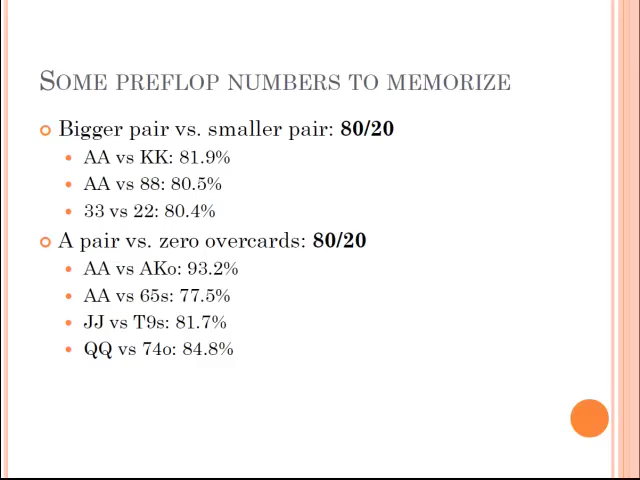 Some preflop numbers to memorize
Bigger pair vs. smaller pair: 80/20
AA vs KK: 81.9%
AA vs 88: 80.5%
33 vs 22: 80.4%
A pair vs. zero overcards: 80/20
AA vs AKo: 93.2%
AA vs 65s: 77.5%
JJ vs T9s: 81.7%
QQ vs 74o: 84.8%